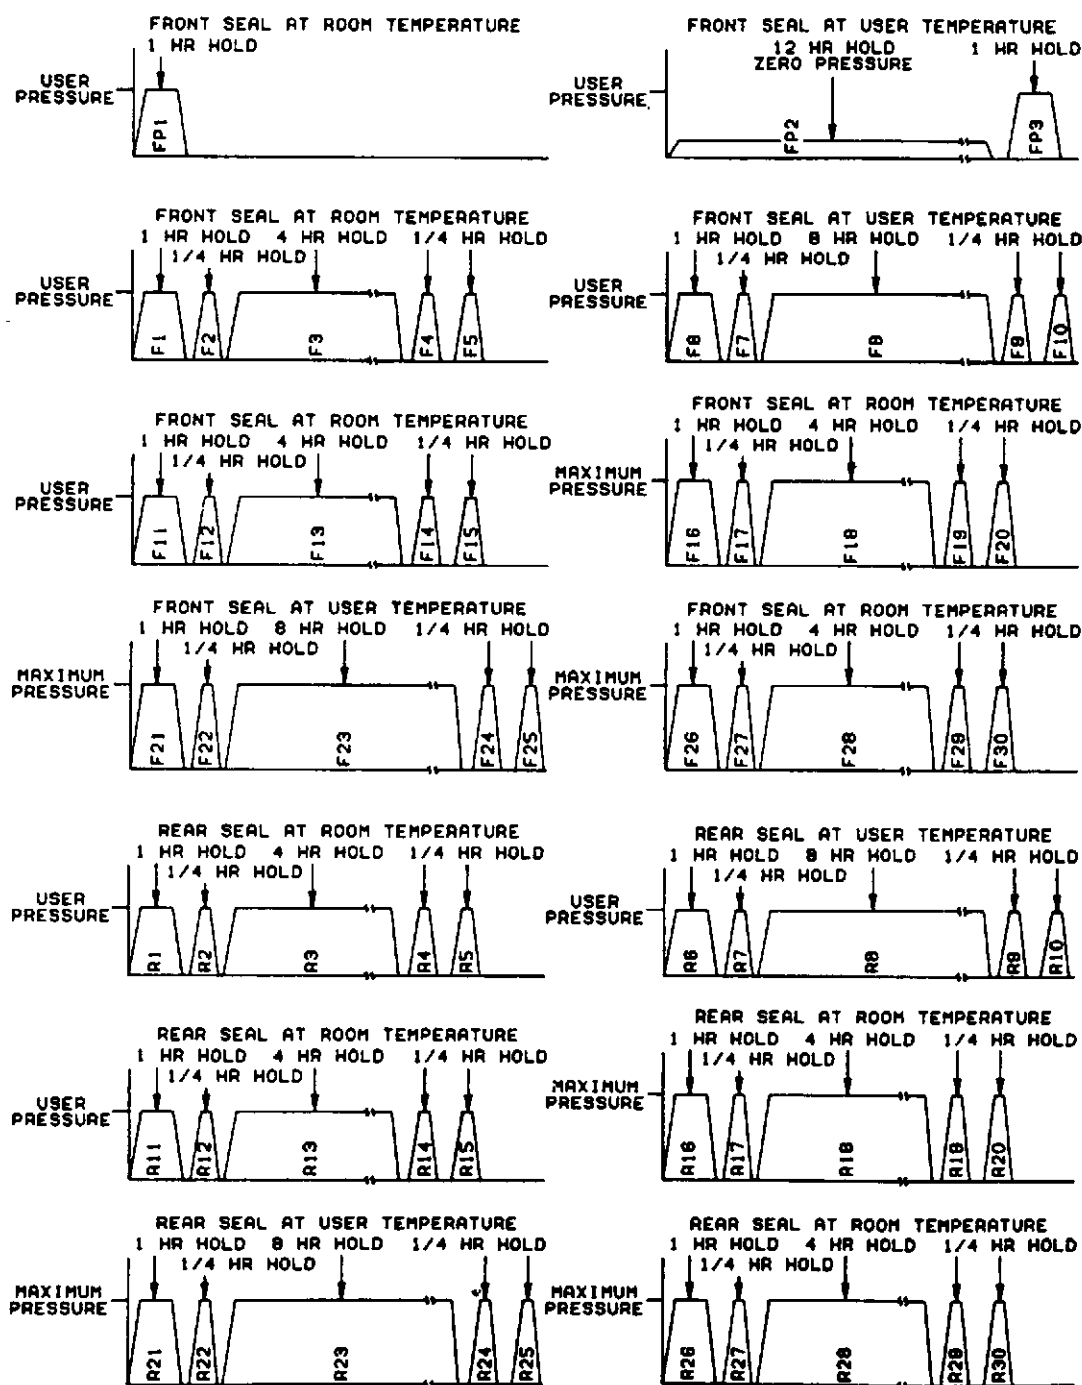 FRONT SEAL AT ROOM TEMPERATURE
1 HR HOLD
USER
PRESSURE
FP1
FRONT SEAL AT USER TEMPERATURE
12 HR HOLD 1 HR HOLD
ZERO PRESSURE
USER
PRESSURE
FP2 FP3
FRONT SEAL AT ROOM TEMPERATURE
1 HR HOLD 4 HR HOLD 1/4 HR HOLD
1/4 HR HOLD
USER
PRESSURE
F1 F2 F3 F4 F5
FRONT SEAL AT USER TEMPERATURE
1 HR HOLD 8 HR HOLD 1/4 HR HOLD
1/4 HR HOLD
USER
PRESSURE
F6 F7 F8 F9 F10
FRONT SEAL AT ROOM TEMPERATURE
1 HR HOLD 4 HR HOLD 1/4 HR HOLD
1/4 HR HOLD
USER
PRESSURE
F11 F12 F13 F14 F15
FRONT SEAL AT ROOM TEMPERATURE
1 HR HOLD 4 HR HOLD 1/4 HR HOLD
1/4 HR HOLD
MAXIMUM
PRESSURE
F16 F17 F18 F19 F20
FRONT SEAL AT USER TEMPERATURE
1 HR HOLD 8 HR HOLD 1/4 HR HOLD
1/4 HR HOLD
MAXIMUM
PRESSURE
F21 F22 F23 F24 F25
FRONT SEAL AT ROOM TEMPERATURE
1 HR HOLD 4 HR HOLD 1/4 HR HOLD
1/4 HR HOLD
MAXIMUM
PRESSURE
F26 F27 F28 F29 F30
REAR SEAL AT ROOM TEMPERATURE
1 HR HOLD 4 HR HOLD 1/4 HR HOLD
1/4 HR HOLD
USER
PRESSURE
R1 R2 R3 R4 R5
REAR SEAL AT USER TEMPERATURE
1 HR HOLD 8 HR HOLD 1/4 HR HOLD
1/4 HR HOLD
USER
PRESSURE
R6 R7 R8 R9 R10
REAR SEAL AT ROOM TEMPERATURE
1 HR HOLD 4 HR HOLD 1/4 HR HOLD
1/4 HR HOLD
USER
PRESSURE
R11 R12 R13 R14 R15
REAR SEAL AT ROOM TEMPERATURE
1 HR HOLD 4 HR HOLD 1/4 HR HOLD
1/4 HR HOLD
MAXIMUM
PRESSURE
R16 R17 R18 R19 R20
REAR SEAL AT USER TEMPERATURE
1 HR HOLD 8 HR HOLD 1/4 HR HOLD
1/4 HR HOLD
MAXIMUM
PRESSURE
R21 R22 R23 R24 R25
REAR SEAL AT ROOM TEMPERATURE
1 HR HOLD 4 HR HOLD 1/4 HR HOLD
1/4 HR HOLD
MAXIMUM
PRESSURE
R26 R27 R28 R29 R30